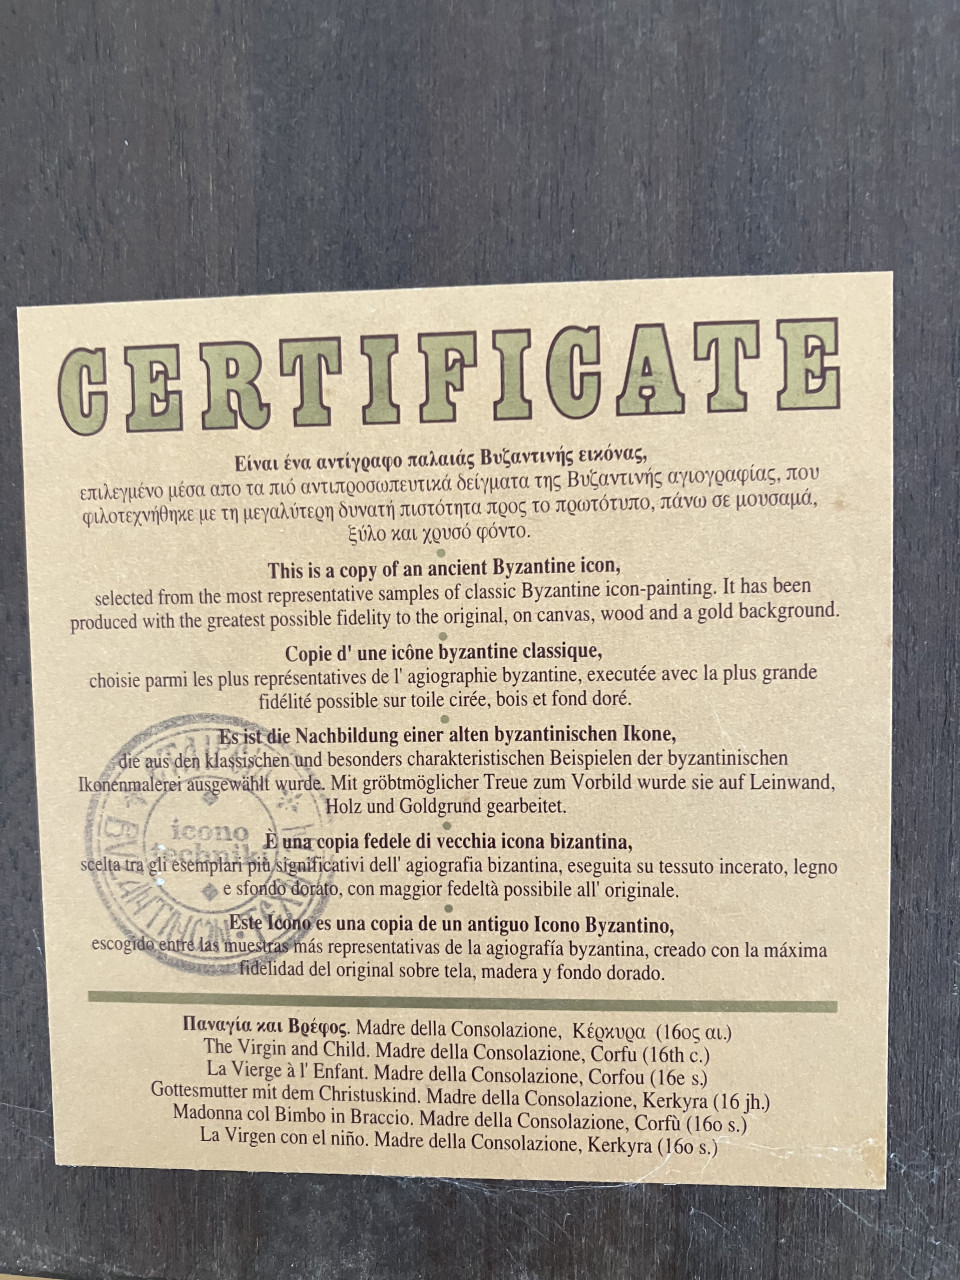 CERTIFICATE
Είναι ένα αντίγραφο παλαιάς Βυζαντινής εικόνας,
επιλεγμένο μέσα απο τα πιό αντιπροσωπευτικά δείγματα της Βυζαντινής αγιογραφίας, που
φιλοτεχνήθηκε με τη μεγαλύτερη δυνατή πιστότητα προς το πρωτότυπο, πάνω σε μουσαμά,
ξύλο και χρυσό φόντο.
This is a copy of an ancient Byzantine icon,
selected from the most representative samples of classic Byzantine icon-painting. It has been
produced with the greatest possible fidelity to the original, on canvas, wood and a gold background.
Copie d' une icône byzantine classique,
choisie parmi les plus représentatives de l' agiographie byzantine, executée avec la plus grande
fidélité possible sur toile cirée, bois et fond doré.
Es ist die Nachbildung einer alten byzantinischen Ikone,
die aus den klassischen und besonders charakteristischen Beispielen der byzantinischen
Ikonenmalerei ausgewählt wurde. Mit gröbtmöglicher Treue zum Vorbild wurde sie auf Leinwand,
Holz und Goldgrund gearbeitet.
È una copia fedele di vecchia icona bizantina,
scelta tra gli esemplari più significativi dell' agiografia bizantina, eseguita su tessuto incerato, legno
e sfondo dorato, con maggior fedeltà possibile all' originale.
Este Icono es una copia de un antiguo Icono Byzantino,
escogido entre las muestras más representativas de la agiografía byzantina, creado con la máxima
fidelidad del original sobre tela, madera y fondo dorado.
icono
techniki
Παναγία και Βρέφος. Madre della Consolazione, Κέρκυρα (16ος αι.)
The Virgin and Child. Madre della Consolazione, Corfu (16th c.)
La Vierge à l' Enfant. Madre della Consolazione, Corfou (16e s.)
Gottesmutter mit dem Christuskind. Madre della Consolazione, Kerkyra (16 jh.)
Madonna col Bimbo in Braccio. Madre della Consolazione, Corfù (16o s.)
La Virgen con el niño. Madre della Consolazione, Kerkyra (16o s.)